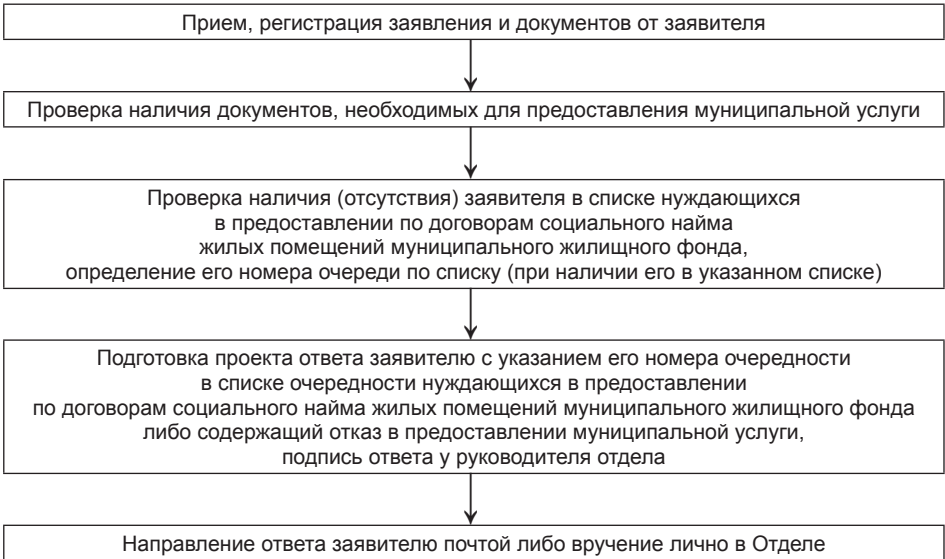 Прием, регистрация заявления и документов от заявителя
Проверка наличия документов, необходимых для предоставления муниципальной услуги
Проверка наличия (отсутствия) заявителя в списке нуждающихся
в предоставлении по договорам социального найма
жилых помещений муниципального жилищного фонда,
определение его номера очереди по списку (при наличии его в указанном списке)
Подготовка проекта ответа заявителю с указанием его номера очередности
в списке очередности нуждающихся в предоставлении
по договорам социального найма жилых помещений муниципального жилищного фонда
либо содержащий отказ в предоставлении муниципальной услуги,
подпись ответа у руководителя отдела
Направление ответа заявителю почтой либо вручение лично в Отделе